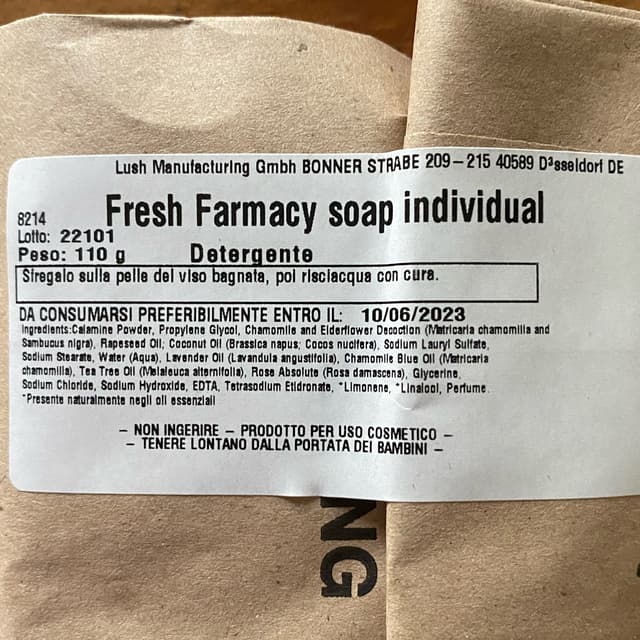 Lush Manufacturing Gmbh BONNER STRABE 209-215 40589 D³sseldorf DE
Fresh Farmacy soap individual
8214
Lotto: 22101
Peso: 110 g Detergente
Sfregalo sulla pelle del viso bagnata, poi risciacqua con cura.
DA CONSUMARSI PREFERIBILMENTE ENTRO IL: 10/06/2023
Ingredients:Calamine Powder, Propylene Glycol, Chamomile and Elderflower Decoction (Matricaria chamomilla and
Sambucus nigra), Rapeseed Oil; Coconut Oil (Brassica napus; Cocos nucifera), Sodium Lauryl Sulfate,
Sodium Stearate, Water (Aqua), Lavender Oil (Lavandula angustifolia), Chamomile Blue Oil (Matricaria
chamomilla), Tea Tree Oil (Melaleuca alternifolia), Rose Absolute (Rosa damascena), Glycerine,
Sodium Chloride, Sodium Hydroxide, EDTA, Tetrasodium Etidronate, *Limonene, *Linalool, Perfume.
*Presente naturalmente negli oli essenziali
- NON INGERIRE - PRODOTTO PER USO COSMETICO -
- TENERE LONTANO DALLA PORTATA DEI BAMBINI -
NG